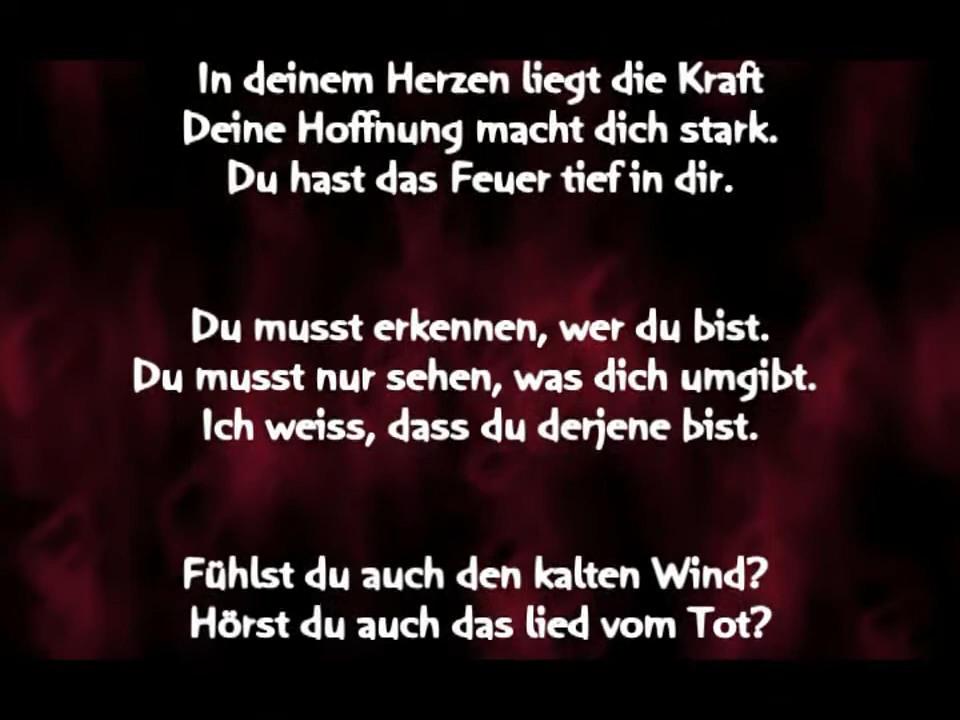 In deinem Herzen liegt die Kraft
Deine Hoffnung macht dich stark.
Du hast das Feuer tief in dir.
Du musst erkennen, wer du bist.
Du musst nur sehen, was dich umgibt.
Ich weiss, dass du derjene bist.
Fühlst du auch den kalten Wind?
Hörst du auch das lied vom Tot?